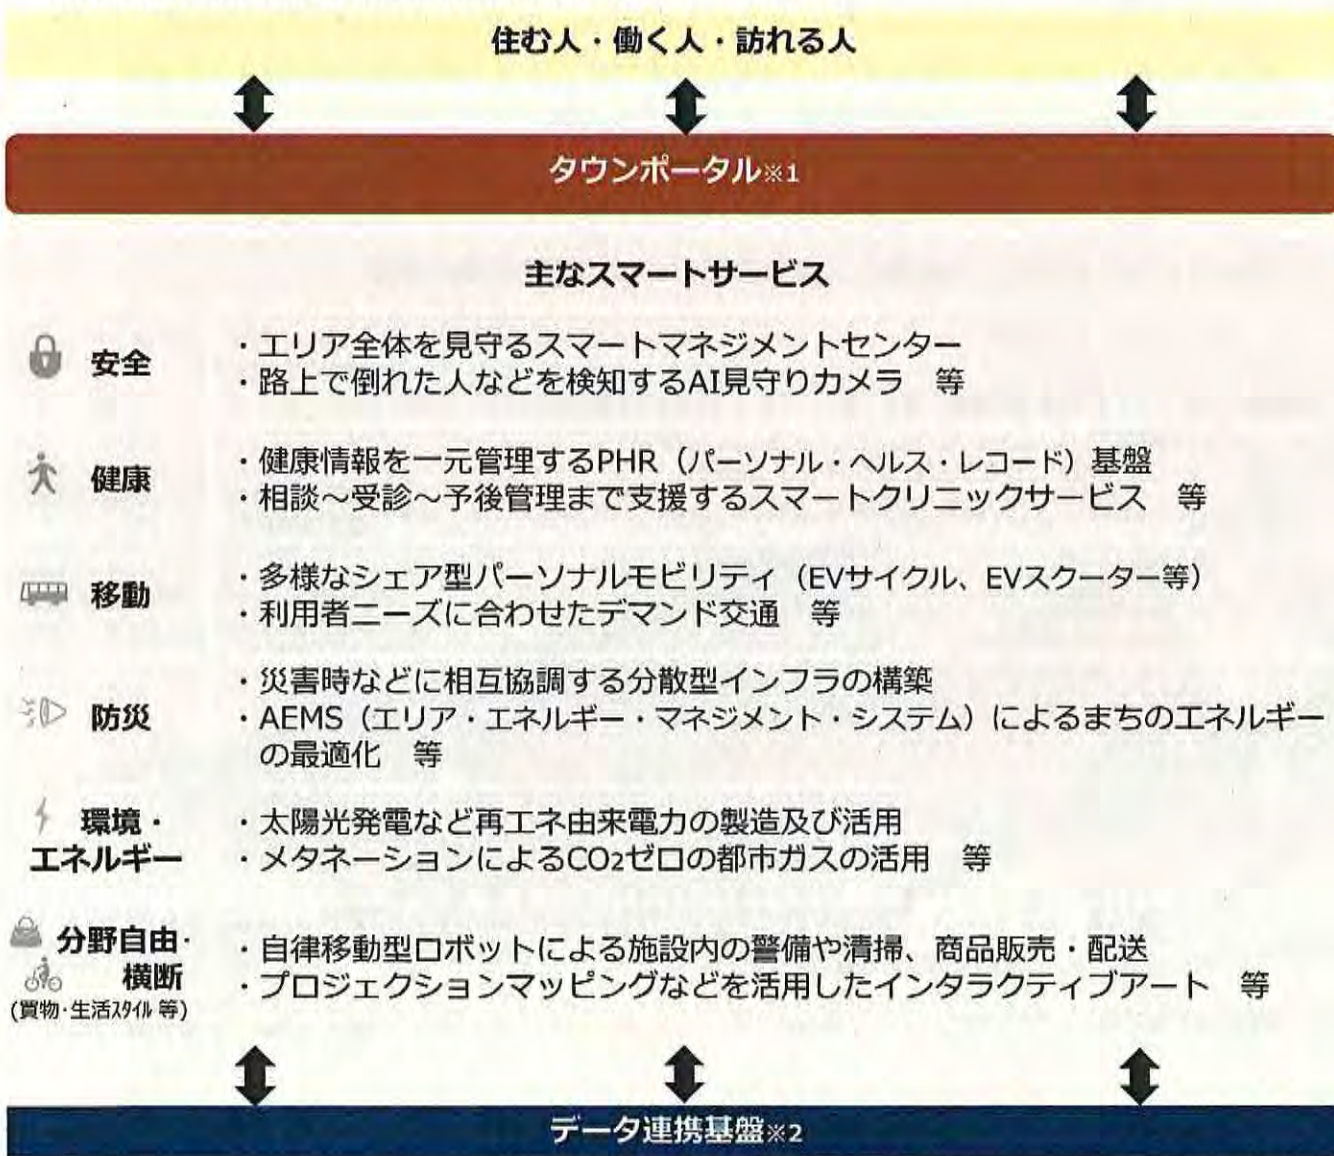 住む人・働く人・訪れる人
タウンポータル※1
主なスマートサービス
安全
・エリア全体を見守るスマートマネジメントセンター
・路上で倒れた人などを検知するAI見守りカメラ　等
健康
・健康情報を一元管理するPHR（パーソナル・ヘルス・レコード）基盤
・相談～受診～予後管理まで支援するスマートクリニックサービス　等
移動
・多様なシェア型パーソナルモビリティ（EVサイクル、EVスクーター等）
・利用者ニーズに合わせたデマンド交通　等
防災
・災害時などに相互協調する分散型インフラの構築
・AEMS（エリア・エネルギー・マネジメント・システム）によるまちのエネルギー
の最適化　等
環境・
エネルギー
・太陽光発電など再エネ由来電力の製造及び活用
・メタネーションによるCO2ゼロの都市ガスの活用　等
分野自由・
横断
(買物・生活スタイル 等)
・自律移動型ロボットによる施設内の警備や清掃、商品販売・配送
・プロジェクションマッピングなどを活用したインタラクティブアート　等
データ連携基盤※2